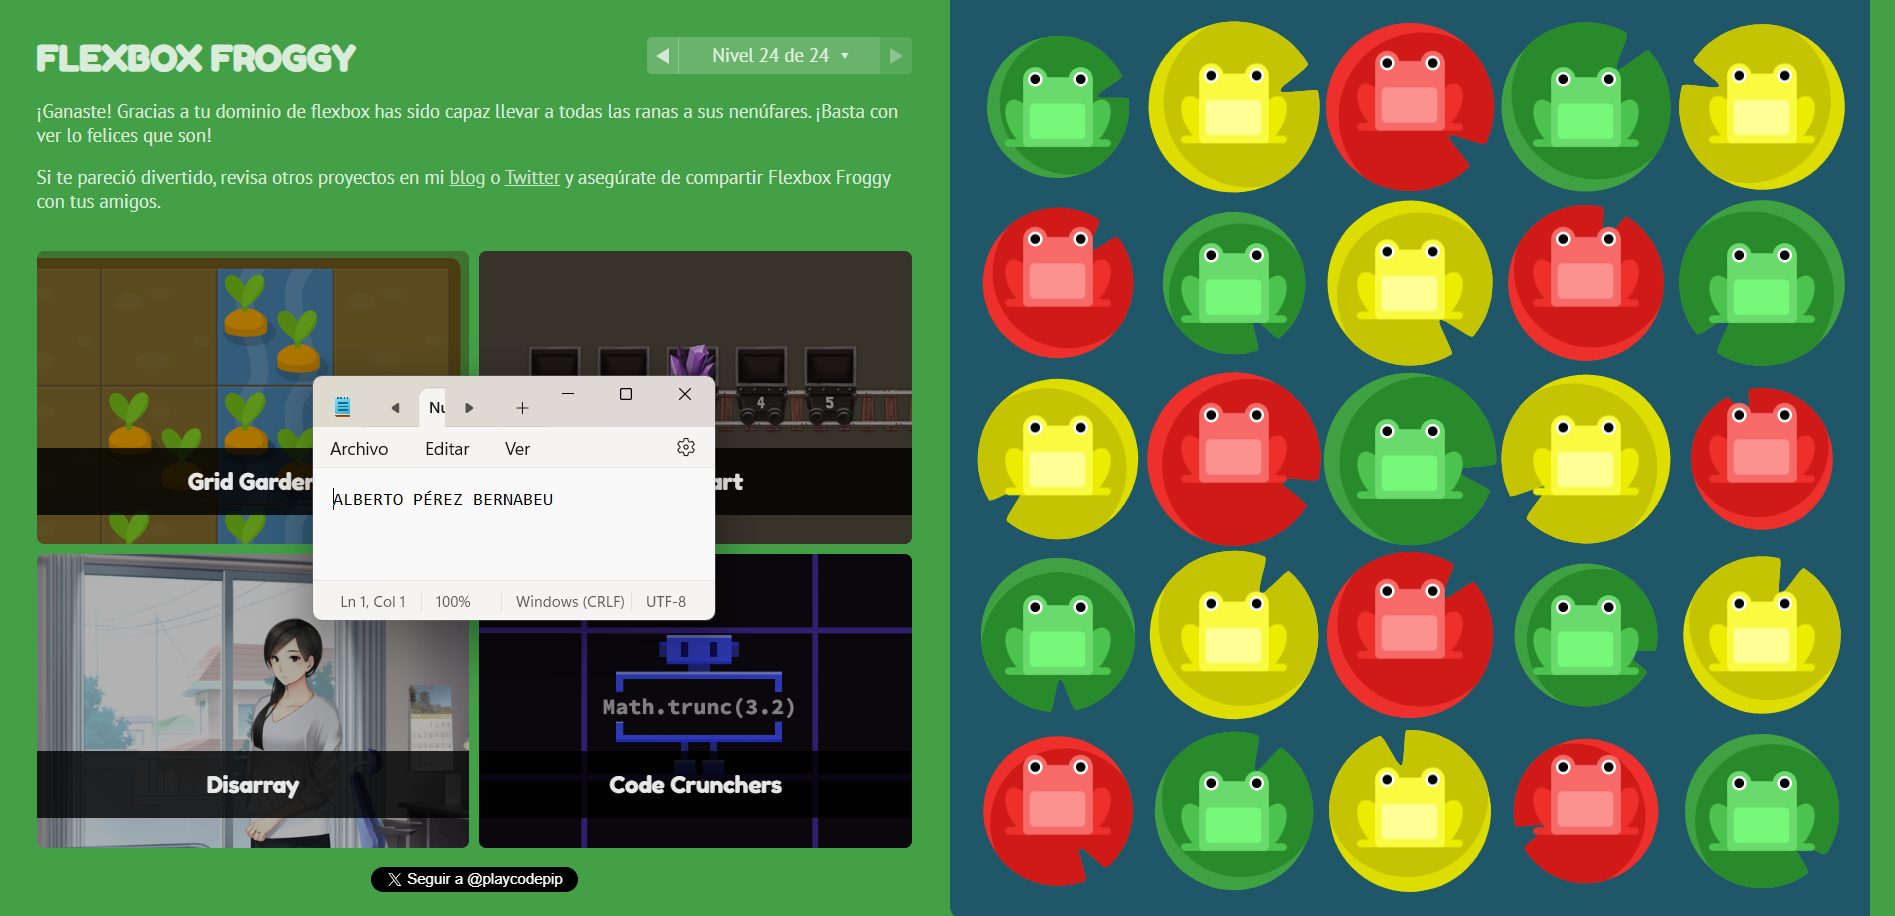 FLEXBOX FROGGY
Nivel 24 de 24
¡Ganaste! Gracias a tu dominio de flexbox has sido capaz llevar a todas las ranas a sus nenúfares. ¡Basta con
ver lo felices que son!
Si te pareció divertido, revisa otros proyectos en mi blog o Twitter y asegúrate de compartir Flexbox Froggy
con tus amigos.
4 5
Grid Garden
art
Nu
Archivo Editar Ver
ALBERTO PÉREZ BERNABEU
Ln 1, Col 1 100% Windows (CRLF) UTF-8
Math.trunc(3.2)
Disarray
Code Crunchers
Seguir a @playcodepip